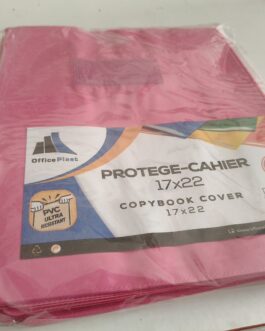 Office Plast
PROTEGE-CAHIER
17x22
COPYBOOK COVER
17x22
PVC
ULTRA
RESISTANT